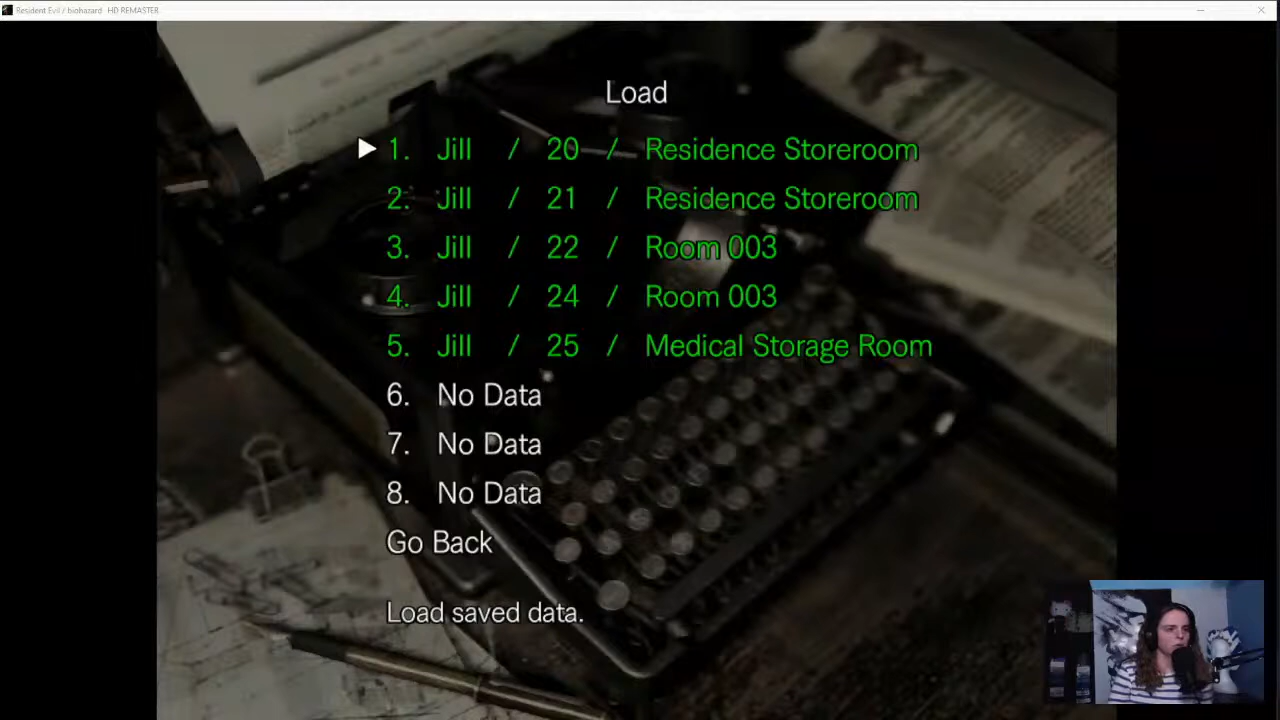 Resident Evil / biohazard HD REMASTER
Load
1. Jill / 20 / Residence Storeroom
2. Jill / 21 / Residence Storeroom
3. Jill / 22 / Room 003
4. Jill / 24 / Room 003
5. Jill / 25 / Medical Storage Room
6. No Data
7. No Data
8. No Data
Go Back
Load saved data.